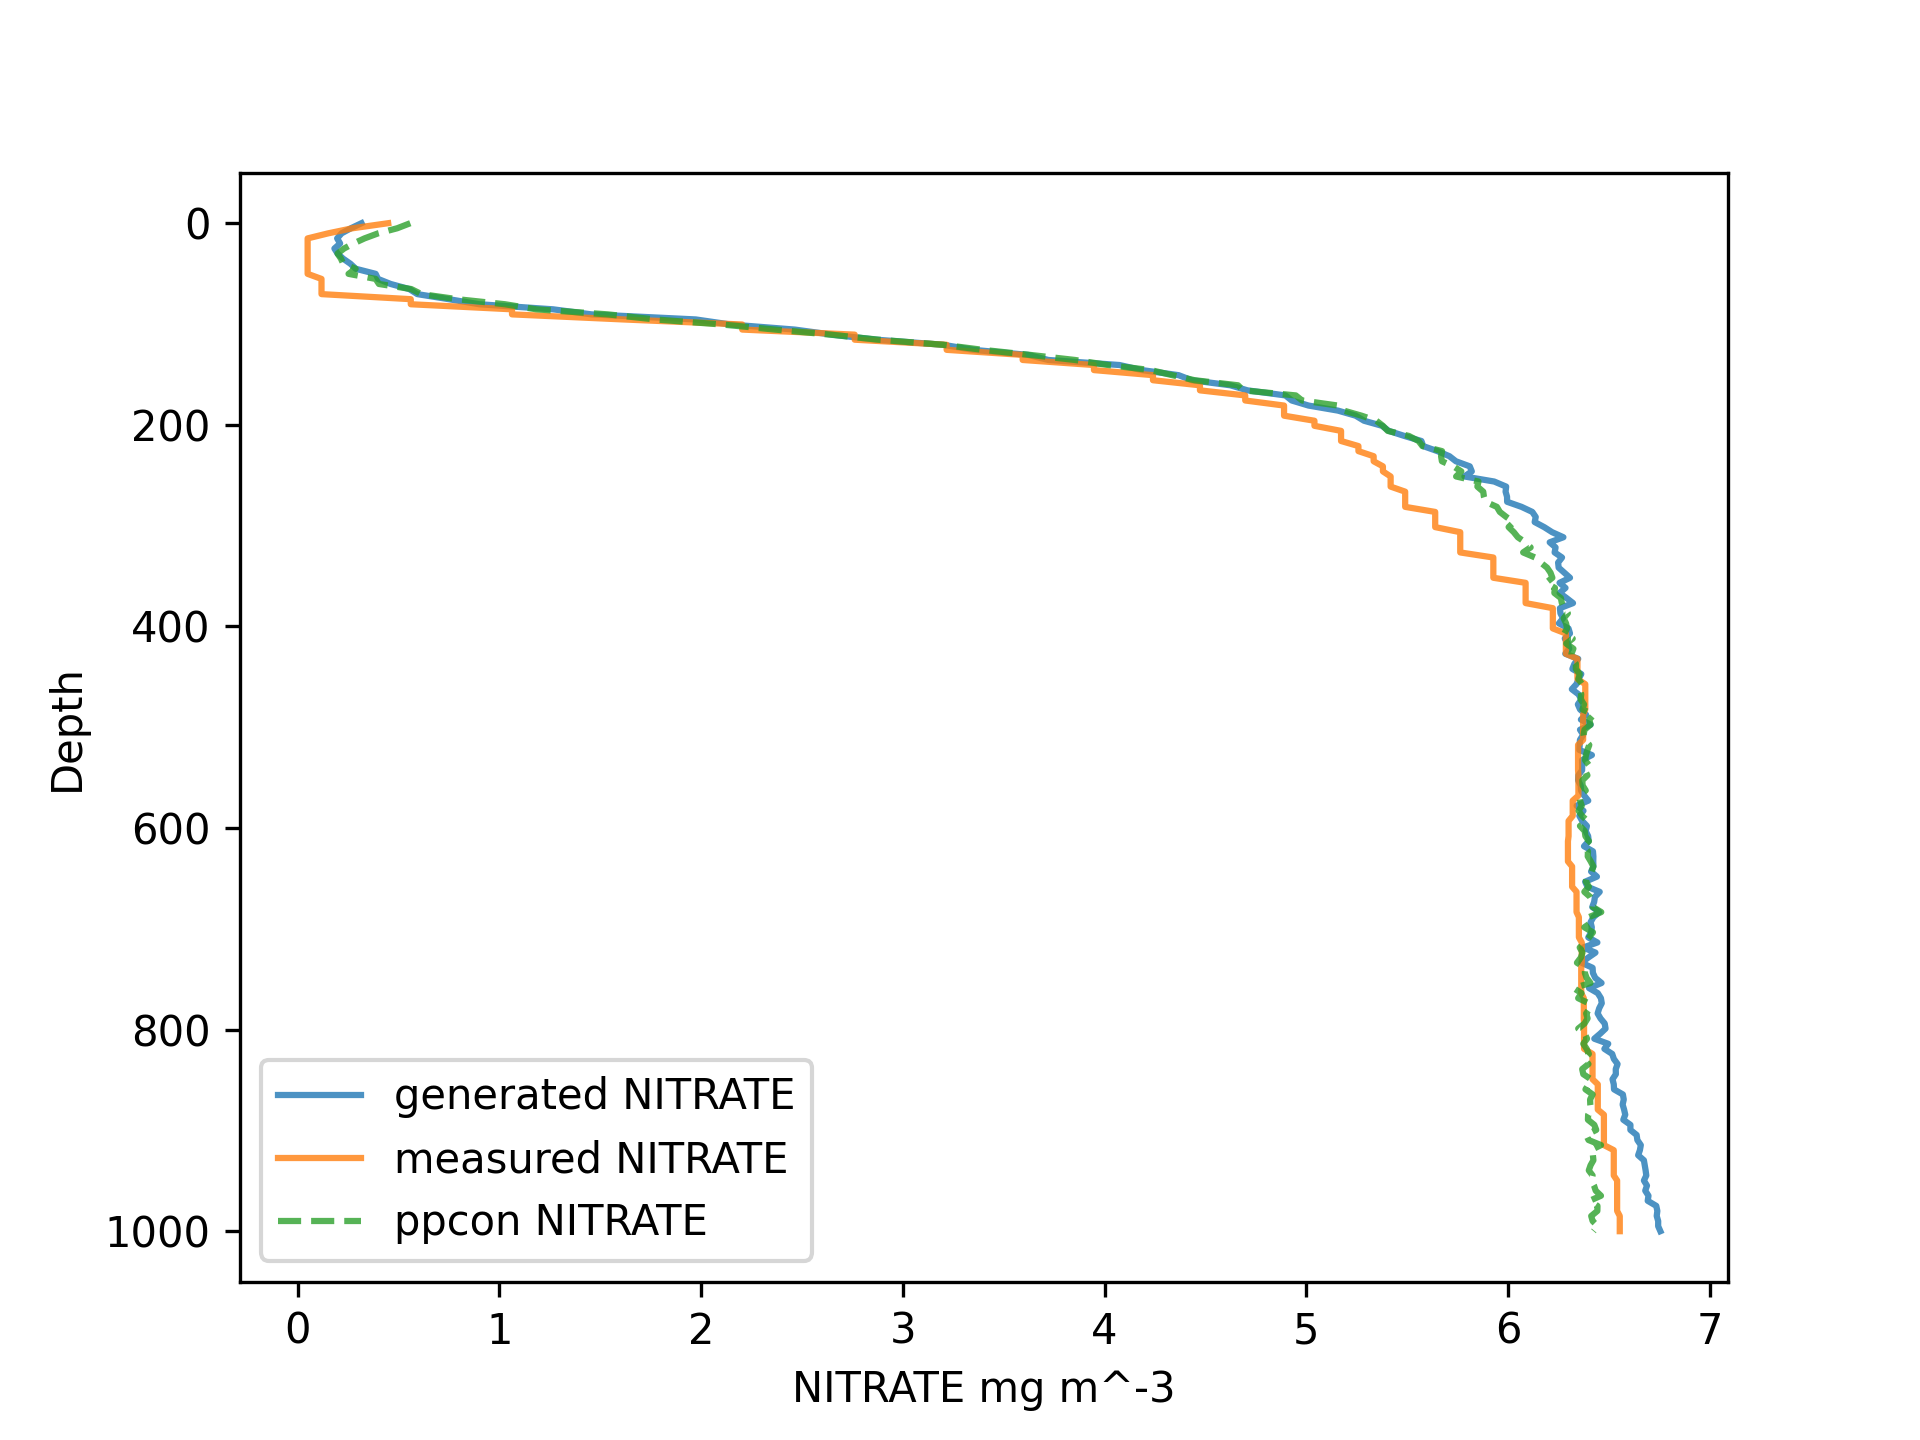 0
200
400
600
800
1000
Depth
generated NITRATE
measured NITRATE
ppcon NITRATE
0 1 2 3 4 5 6 7
NITRATE mg m^-3